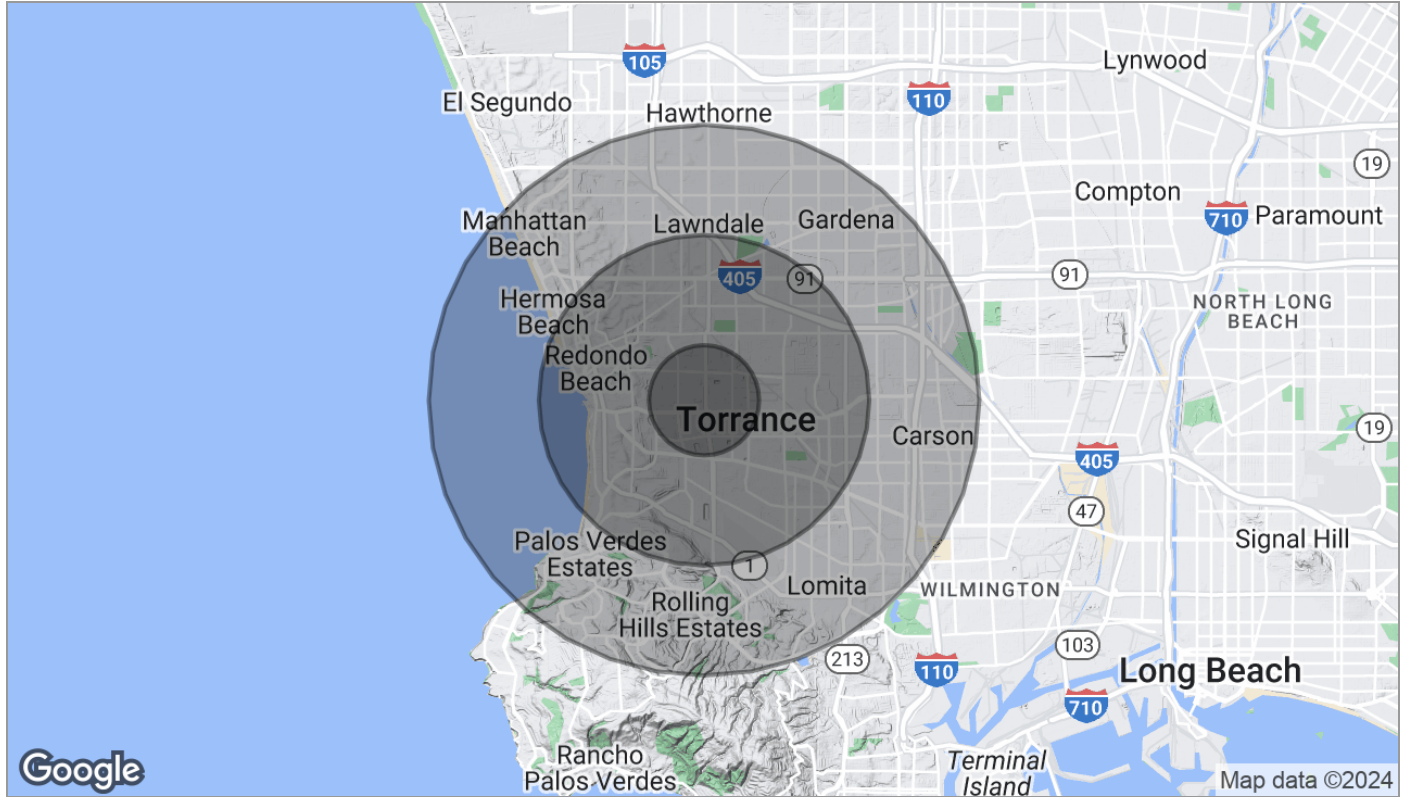 105
Lynwood
El Segundo
110
Hawthorne
19
Compton
710
Paramount
Manhattan
Beach
Lawndale
Gardena
405
91
91
Hermosa
Beach
NORTH LONG
BEACH
Redondo
Beach
Torrance
Carson
19
405
47
Palos Verdes
Estates
1
Signal Hill
Lomita
WILMINGTON
Rolling
Hills Estates
213
103
110
Long Beach
710
Rancho
Palos Verdes
Terminal
Island
Google
Map data ©2024